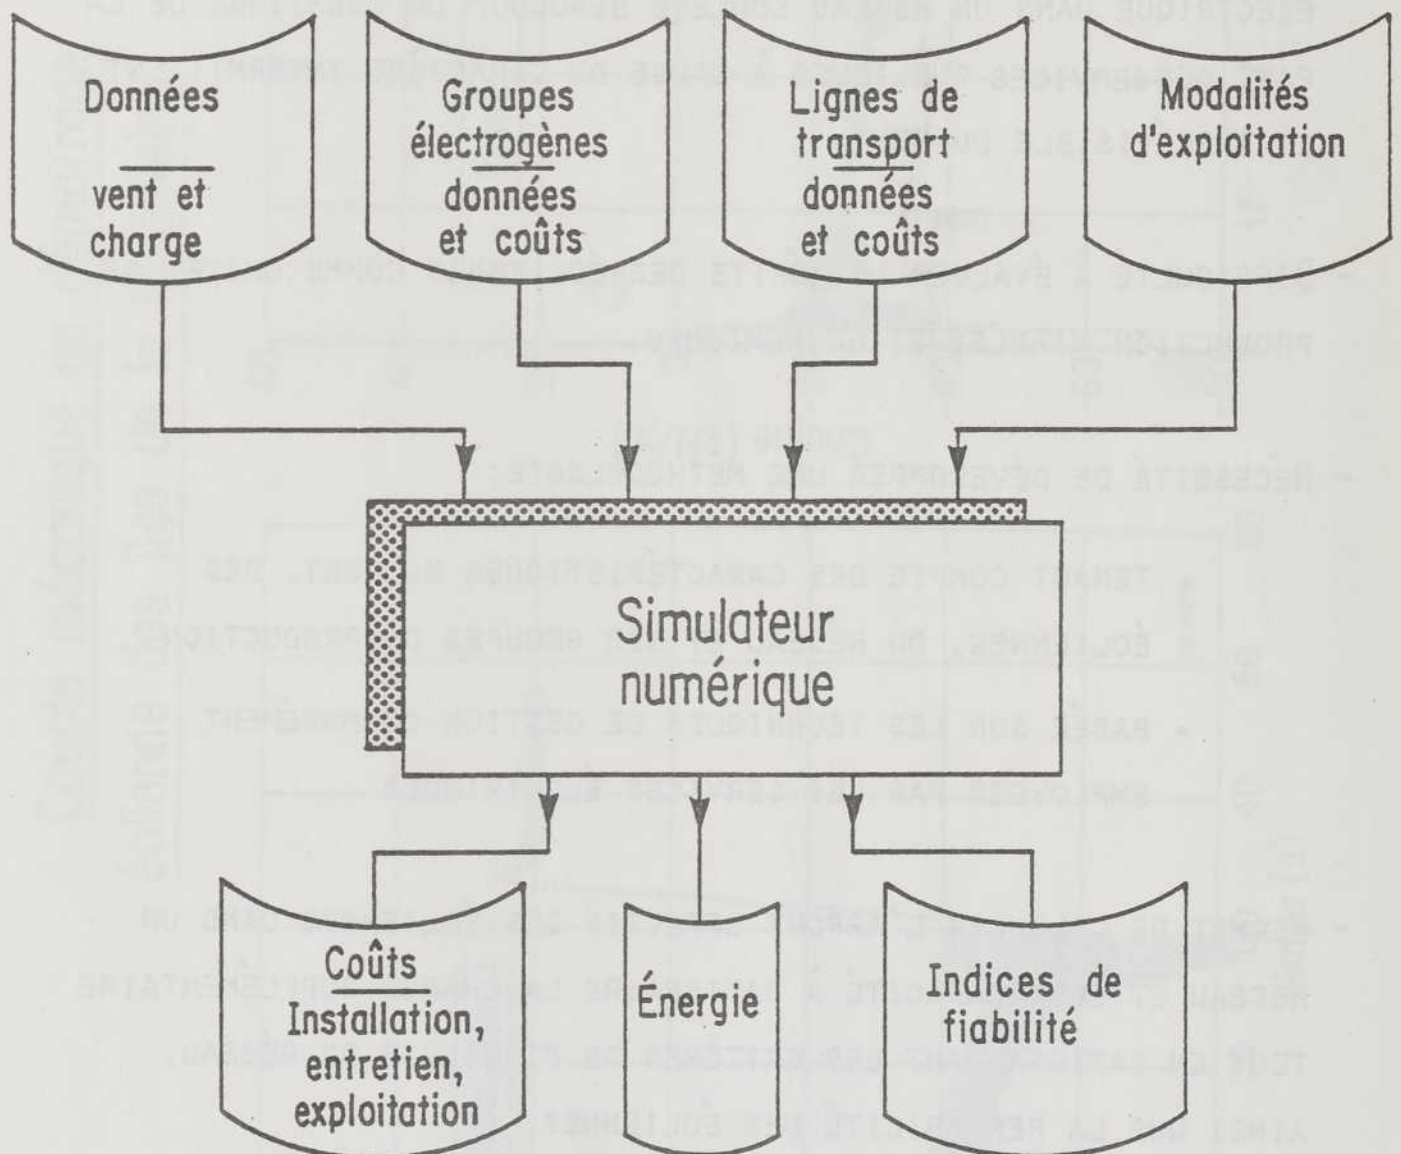 Données
vent et
charge
Groupes
électrogènes
données
et coûts
Lignes de
transport
données
et coûts
Modalités
d'exploitation
Simulateur
numérique
Coûts
Installation,
entretien,
exploitation
Énergie
Indices de
fiabilité